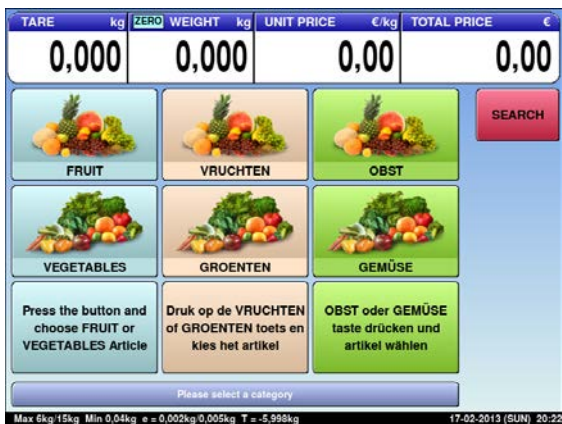 TARE kg ZERO WEIGHT kg UNIT PRICE €/kg TOTAL PRICE €
0,000 0,000 0,00 0,00
SEARCH
FRUIT VRUCHTEN OBST
VEGETABLES GROENTEN GEMÜSE
Press the button and
choose FRUIT or
VEGETABLES Article
Druk op de VRUCHTEN
of GROENTEN toets en
kies het artikel
OBST oder GEMÜSE
taste drücken und
artikel wählen
Please select a category
Max 6kg/15kg Min 0,04kg e = 0,002kg/0,005kg T = -5,998kg 17-02-2013 (SUN) 20:22